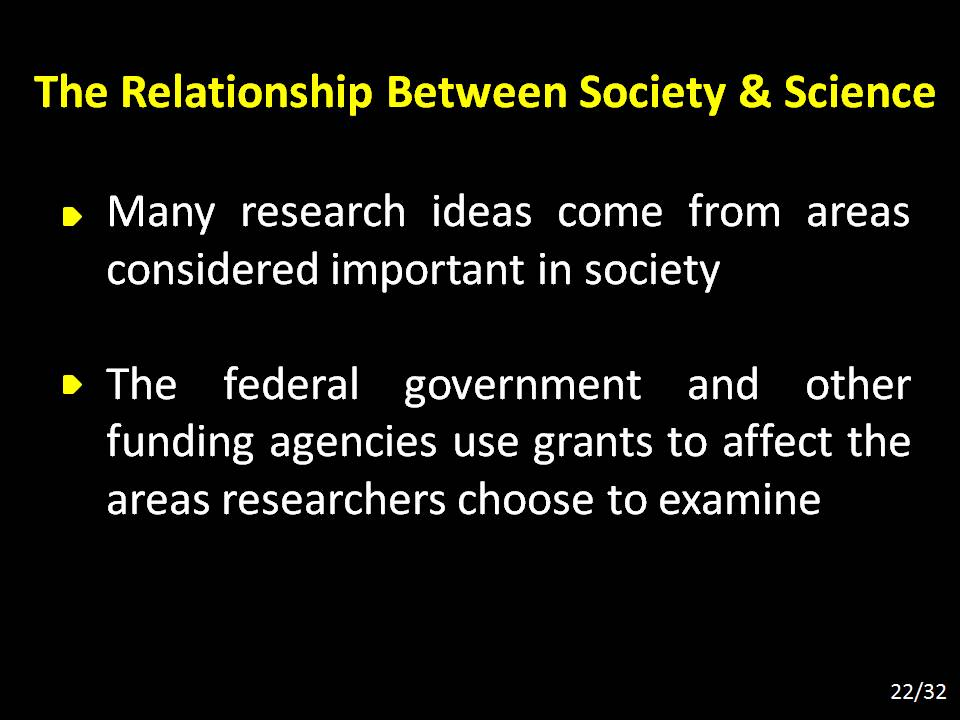 The Relationship Between Society & Science
Many research ideas come from areas
considered important in society
The federal government and other
funding agencies use grants to affect the
areas researchers choose to examine
22/32